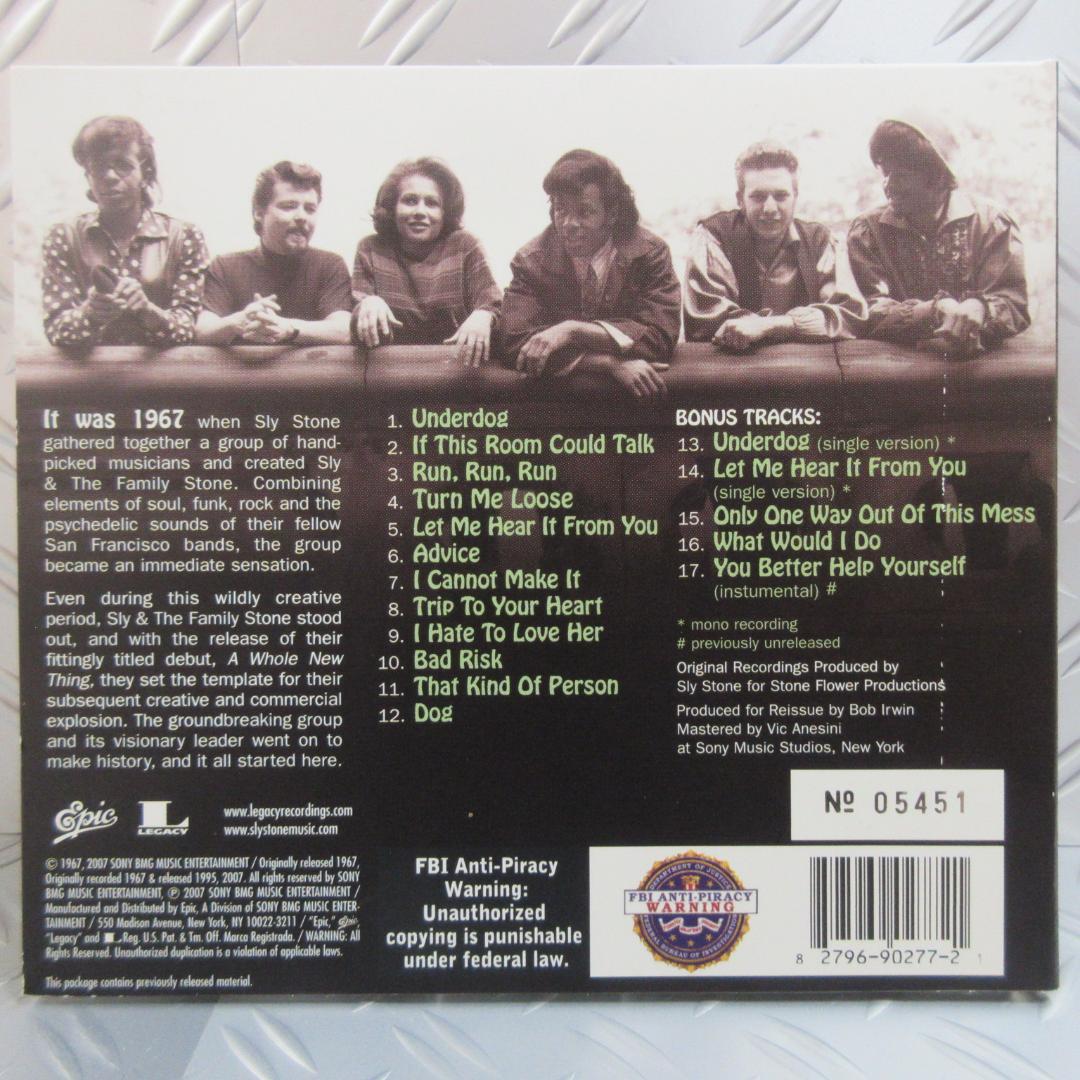 It was 1967 when Sly Stone
gathered together a group of hand-
picked musicians and created Sly
& The Family Stone. Combining
elements of soul, funk, rock and the
psychedelic sounds of their fellow
San Francisco bands, the group
became an immediate sensation.
Even during this wildly creative
period, Sly & The Family Stone stood
out, and with the release of their
fittingly titled debut, A Whole New
Thing, they set the template for their
subsequent creative and commercial
explosion. The groundbreaking group
and its visionary leader went on to
make history, and it all started here.
1. Underdog
2. If This Room Could Talk
3. Run, Run, Run
4. Turn Me Loose
5. Let Me Hear It From You
6. Advice
7. I Cannot Make It
8. Trip To Your Heart
9. I Hate To Love Her
10. Bad Risk
11. That Kind Of Person
12. Dog
BONUS TRACKS:
13. Underdog (single version) *
14. Let Me Hear It From You
(single version) *
15. Only One Way Out Of This Mess
16. What Would I Do
17. You Better Help Yourself
(instumental) #
* mono recording
# previously unreleased
Original Recordings Produced by
Sly Stone for Stone Flower Productions
Produced for Reissue by Bob Irwin
Mastered by Vic Anesini
at Sony Music Studios, New York
Nº 05451
Epic
L
LEGACY
www.legacyrecordings.com
www.slystonemusic.com
© 1967, 2007 SONY BMG MUSIC ENTERTAINMENT / Originally released 1967,
Originally recorded 1967 & released 1995, 2007. All rights reserved by SONY
BMG MUSIC ENTERTAINMENT, ℗ 2007 SONY BMG MUSIC ENTERTAINMENT /
Manufactured and Distributed by Epic, A Division of SONY BMG MUSIC ENTER-
TAINMENT / 550 Madison Avenue, New York, NY 10022-3211 / "Epic," Epic,
"Legacy" and L Reg. U.S. Pat. & Tm. Off. Marca Registrada. / WARNING: All
Rights Reserved. Unauthorized duplication is a violation of applicable laws.
This package contains previously released material.
FBI Anti-Piracy
Warning:
Unauthorized
copying is punishable
under federal law.
DEPARTMENT OF JUSTICE
FBI ANTI-PIRACY
WARNING
FEDERAL BUREAU OF INVESTIGATION
8 2796-90277-2 1